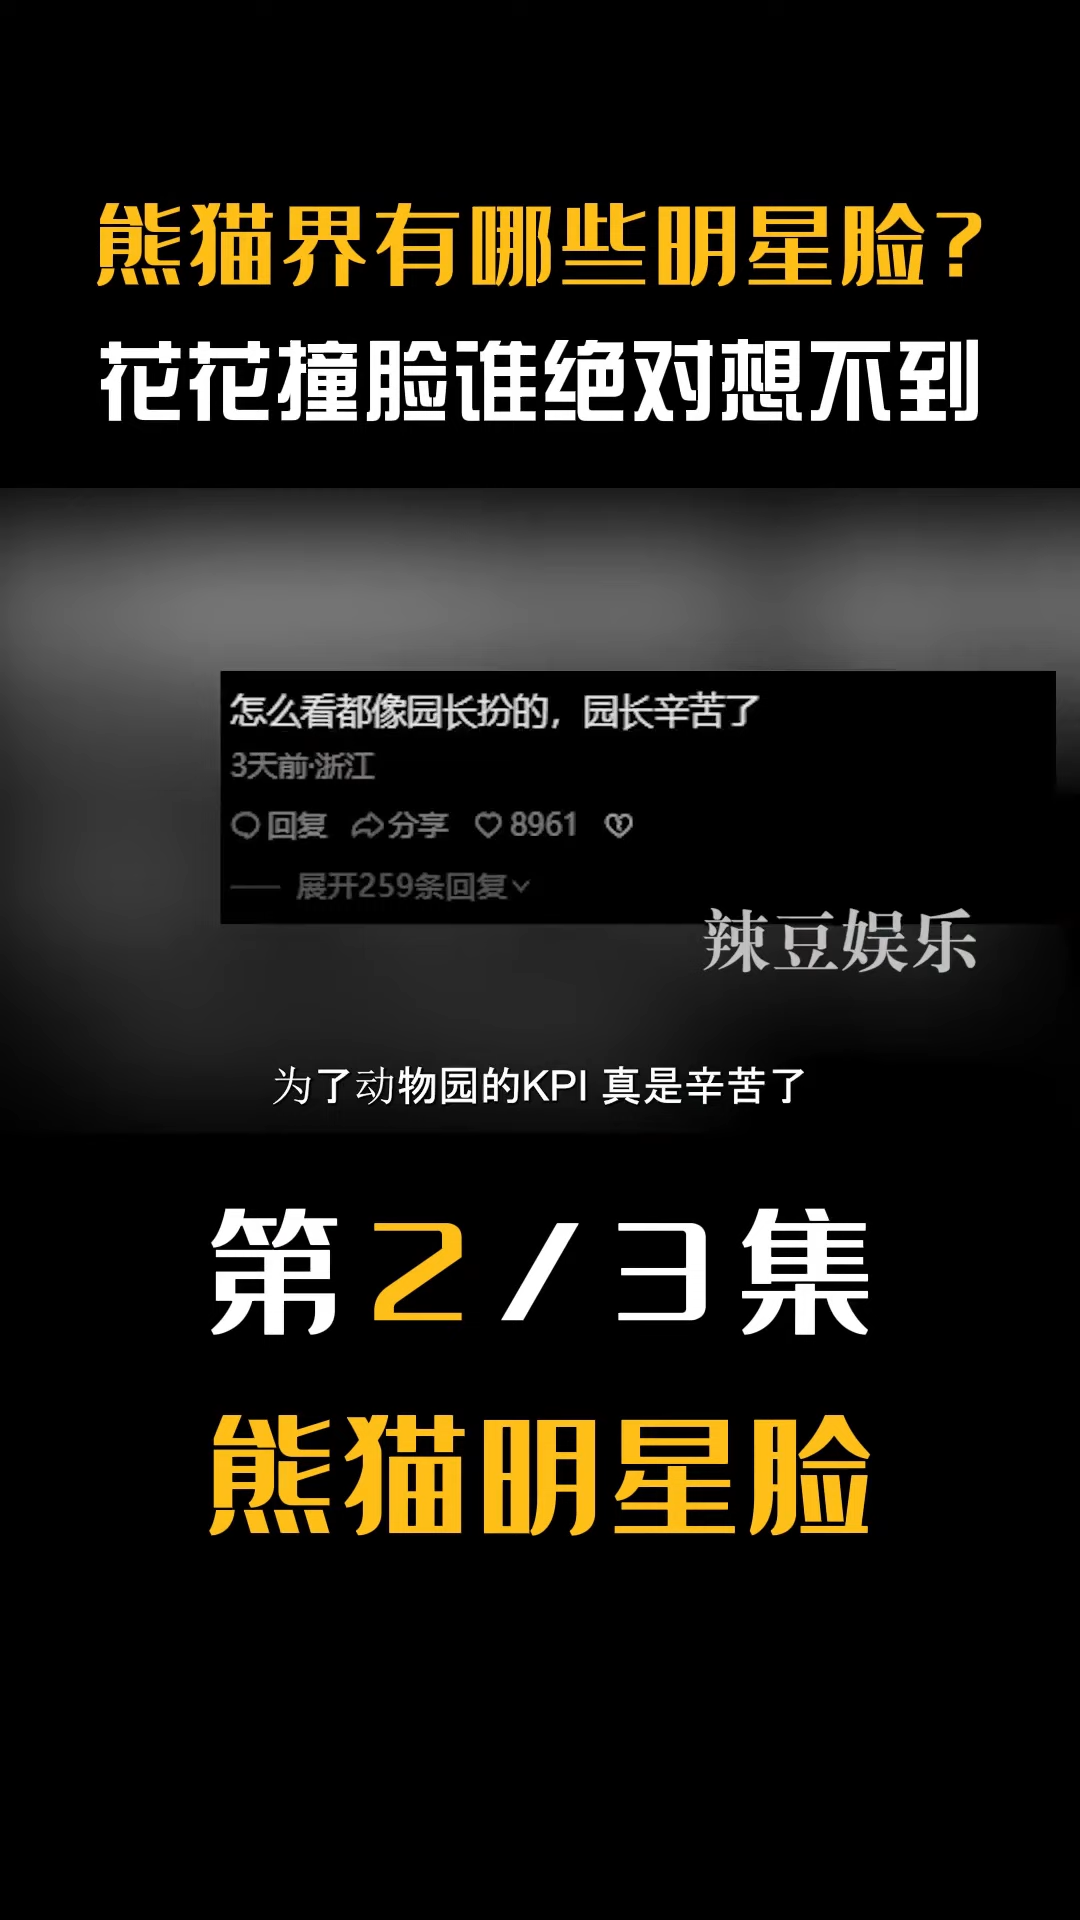 熊猫界有哪些明星脸?
花花撞脸谁绝对想不到
怎么看都像园长扮的，园长辛苦了
3天前·浙江
回复 分享 8961
展开259条回复
辣豆娱乐
为了动物园的KPI 真是辛苦了
第2/3集
熊猫明星脸